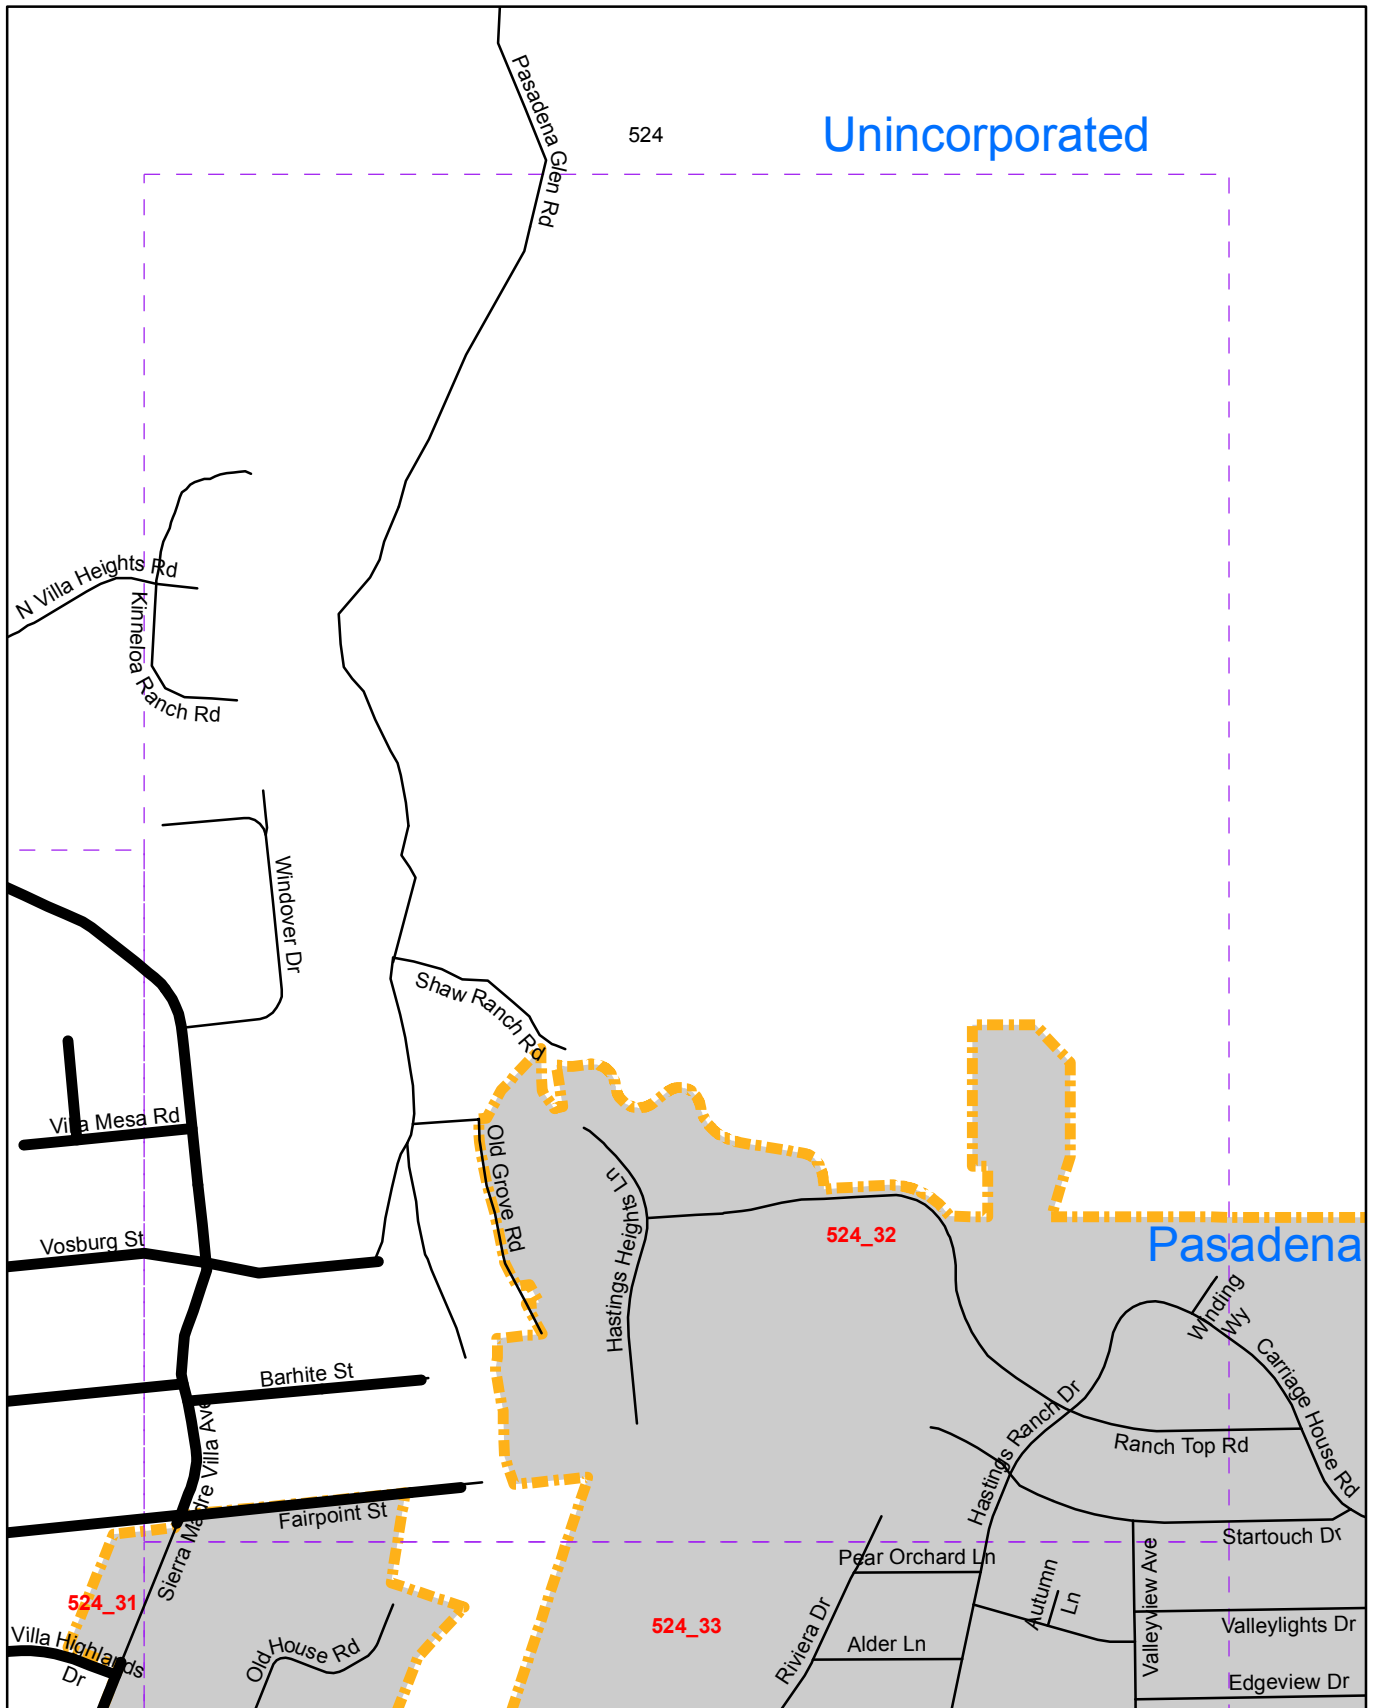 Pasadena Glen Rd
524
Unincorporated
N Villa Heights Rd
Kinneloa Ranch Rd
Windover Dr
Shaw Ranch Rd
Villa Mesa Rd
Old Grove Rd
Hastings Heights Ln
524_32
Vosburg St
Pasadena
Winding
Wy
Barhite St
Carriage House Rd
Hastings Ranch Dr
Ranch Top Rd
Sierra Madre Villa Ave
Fairpoint St
Startouch Dr
Pear Orchard Ln
Valleyview Ave
Autumn
Ln
524_31
524_33
Riviera Dr
Valleylights Dr
Villa Highlands
Dr
Old House Rd
Alder Ln
Edgeview Dr